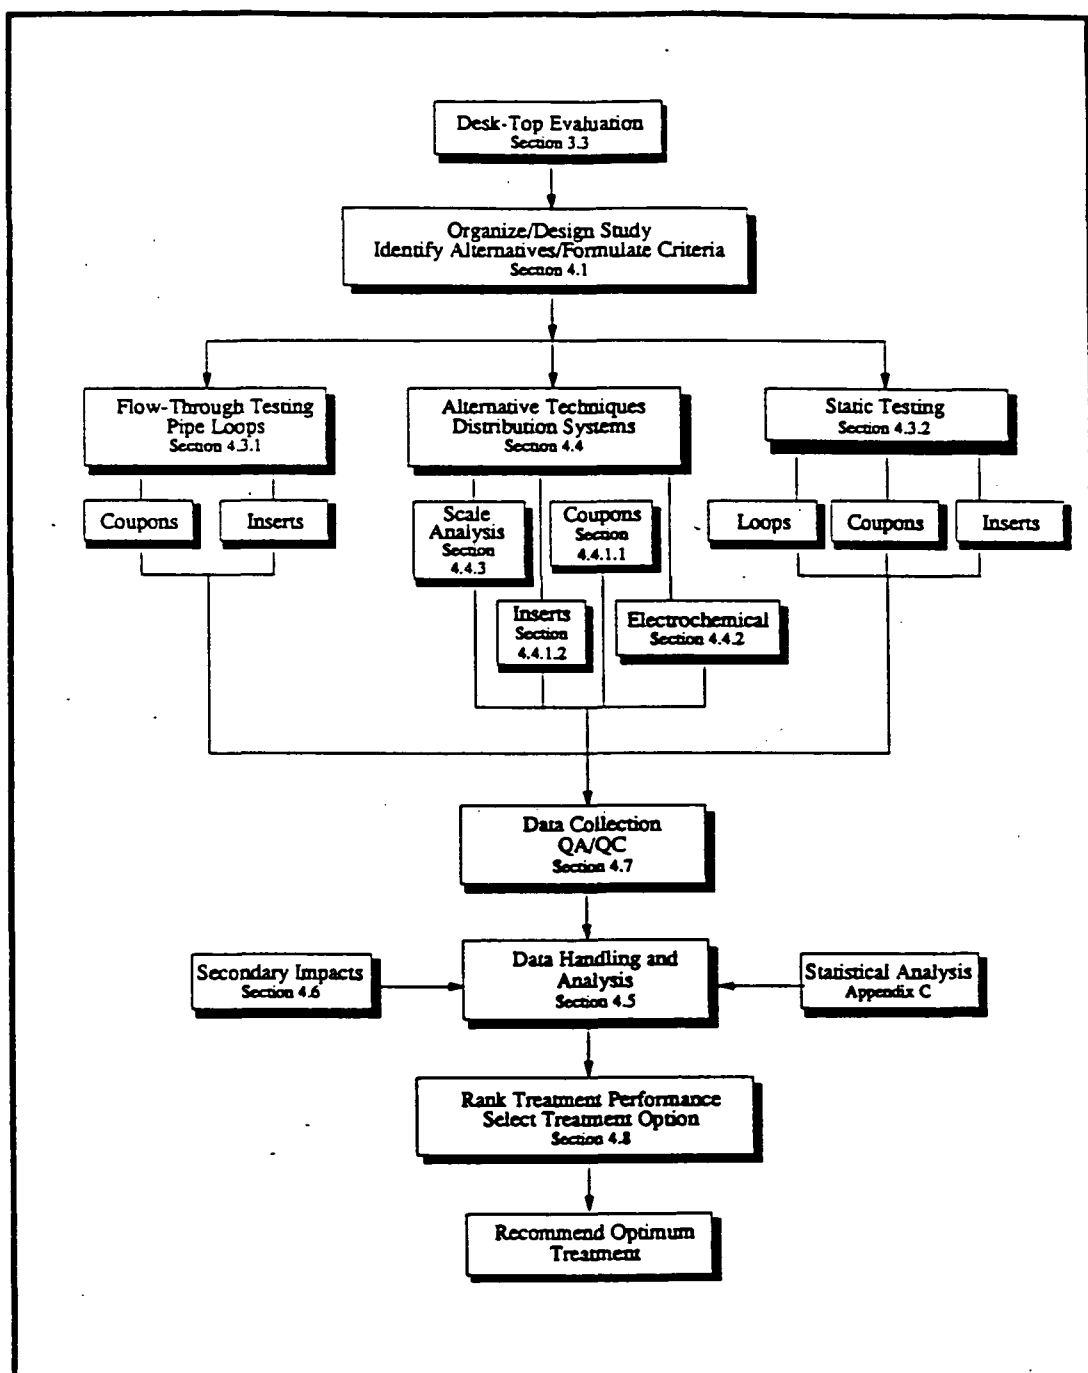 Desk-Top Evaluation
Section 3.3
Organize/Design Study
Identify Alternatives/Formulate Criteria
Section 4.1
Flow-Through Testing
Pipe Loops
Section 4.3.1
Alternative Techniques
Distribution Systems
Section 4.4
Static Testing
Section 4.3.2
Coupons
Inserts
Scale
Analysis
Section
4.4.3
Coupons
Section
4.4.1.1
Loops
Coupons
Inserts
Inserts
Section
4.4.1.2
Electrochemical
Section 4.4.2
Data Collection
QA/QC
Section 4.7
Secondary Impacts
Section 4.6
Data Handling and
Analysis
Section 4.5
Statistical Analysis
Appendix C
Rank Treatment Performance
Select Treatment Option
Section 4.8
Recommend Optimum
Treatment